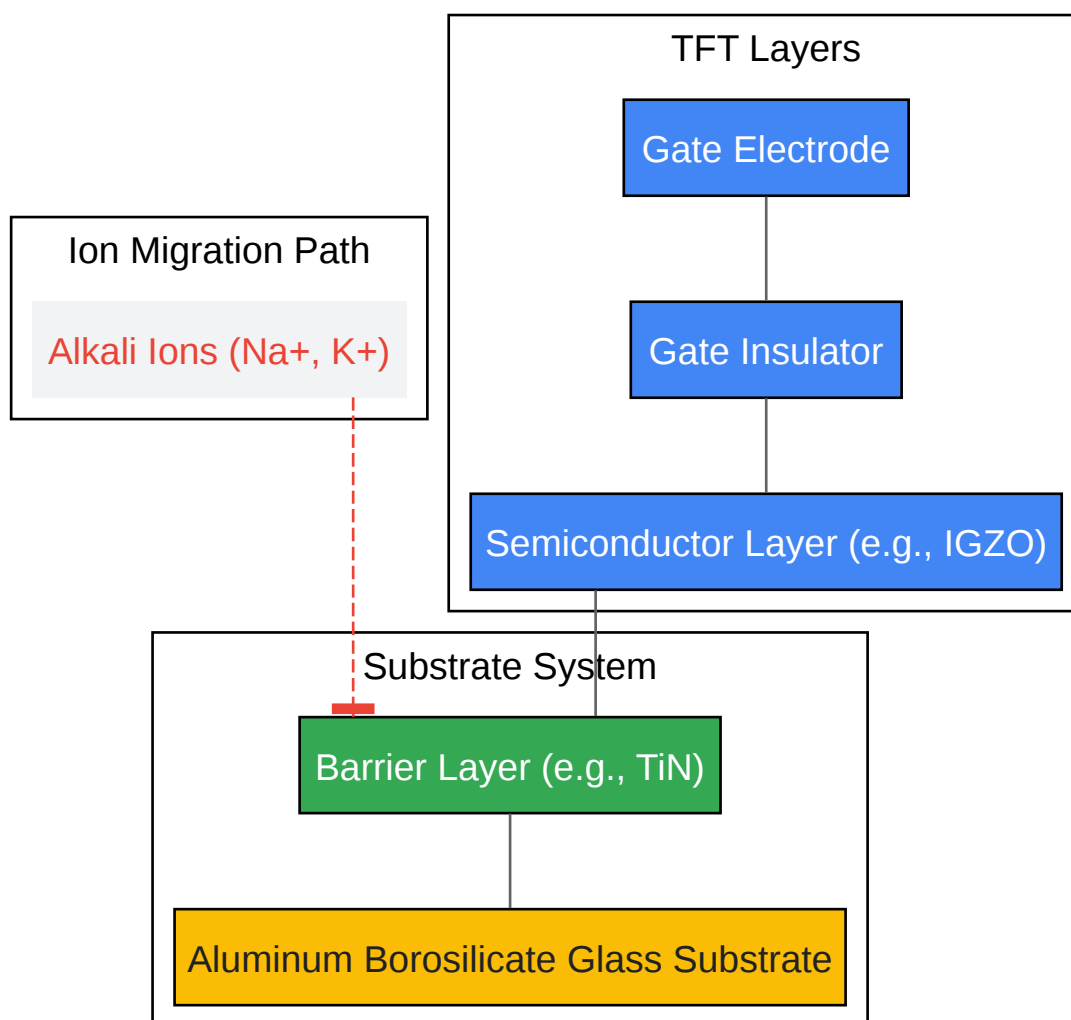 TFT Layers
Gate Electrode
Ion Migration Path
Alkali Ions (Na+, K+)
Gate Insulator
Semiconductor Layer (e.g., IGZO)
Substrate System
Barrier Layer (e.g., TiN)
Aluminum Borosilicate Glass Substrate